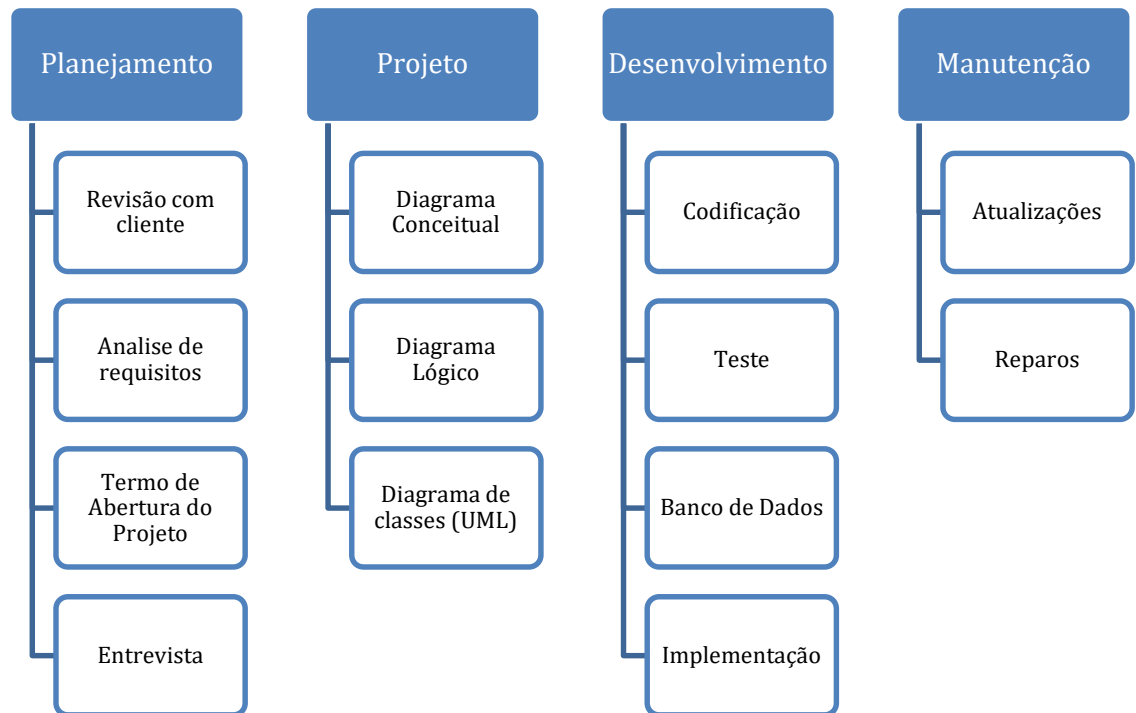 Planejamento
Revisão com
cliente
Analise de
requisitos
Termo de
Abertura do
Projeto
Entrevista
Projeto
Diagrama
Conceitual
Diagrama
Lógico
Diagrama de
classes (UML)
Desenvolvimento
Codificação
Teste
Banco de Dados
Implementação
Manutenção
Atualizações
Reparos